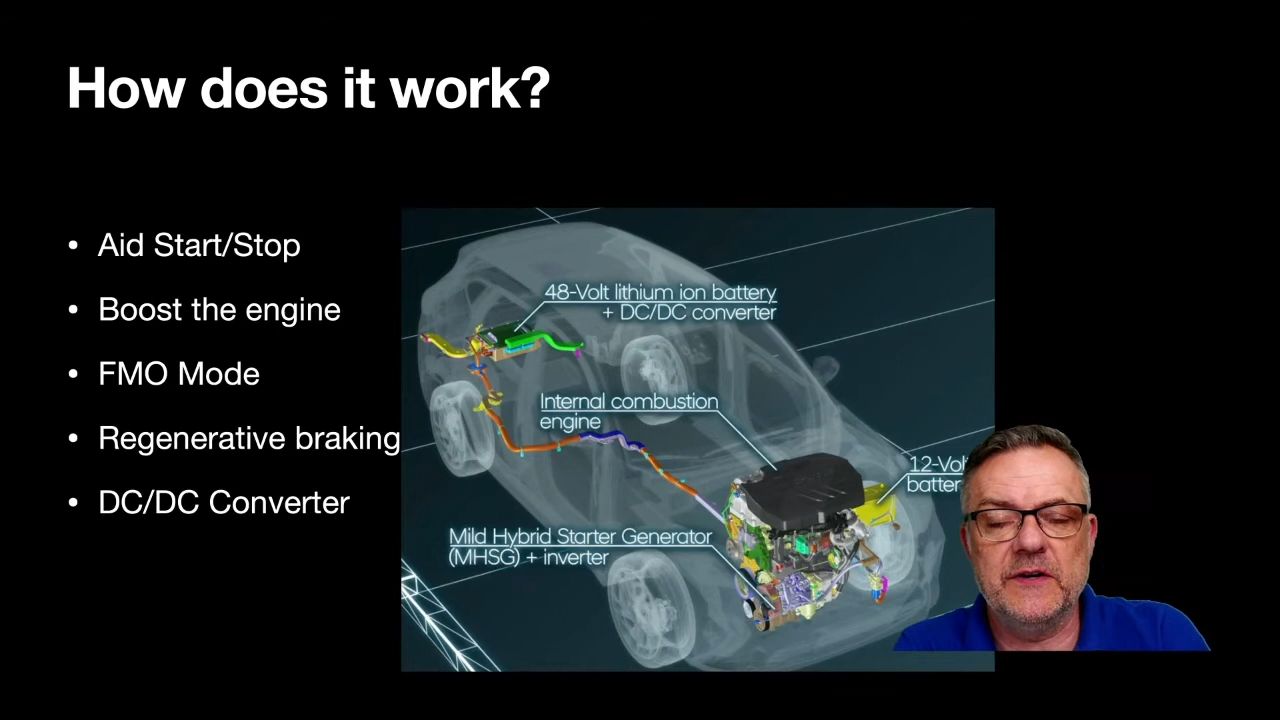 How does it work?
• Aid Start/Stop
• Boost the engine
• FMO Mode
• Regenerative braking
• DC/DC Converter
48-Volt lithium ion battery
+ DC/DC converter
Internal combustion
engine
Mild Hybrid Starter Generator
(MHSG) + inverter